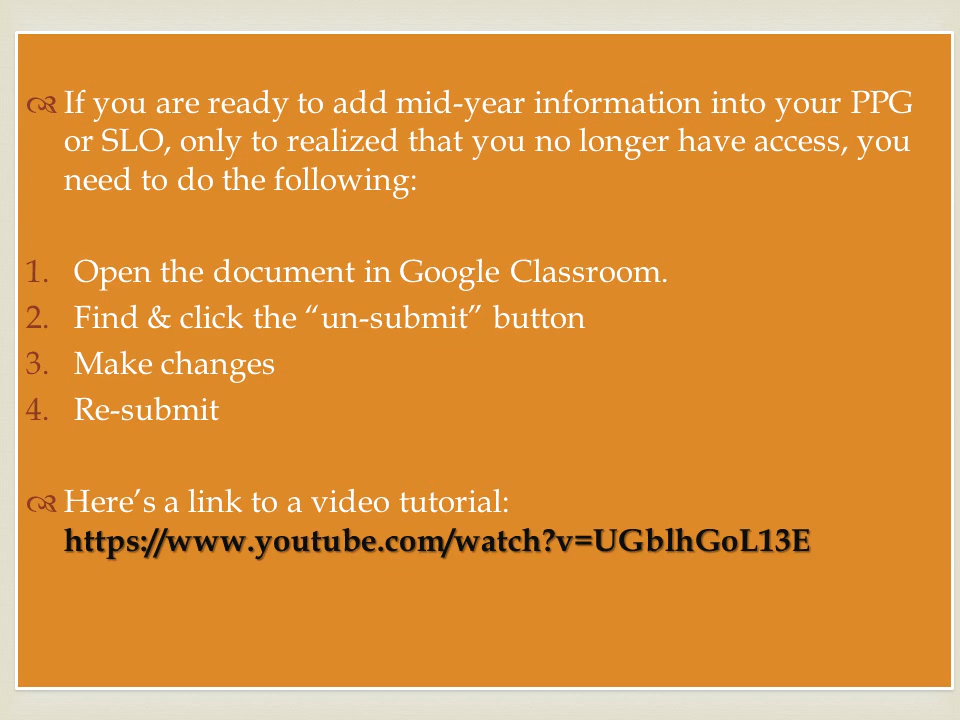 If you are ready to add mid-year information into your PPG
or SLO, only to realized that you no longer have access, you
need to do the following:
1. Open the document in Google Classroom.
2. Find & click the “un-submit” button
3. Make changes
4. Re-submit
Here’s a link to a video tutorial:
https://www.youtube.com/watch?v=UGblhGoL13E